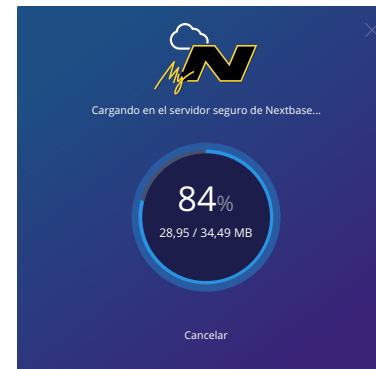 My N
Cargando en el servidor seguro de Nextbase...
84%
28,95 / 34,49 MB
Cancelar